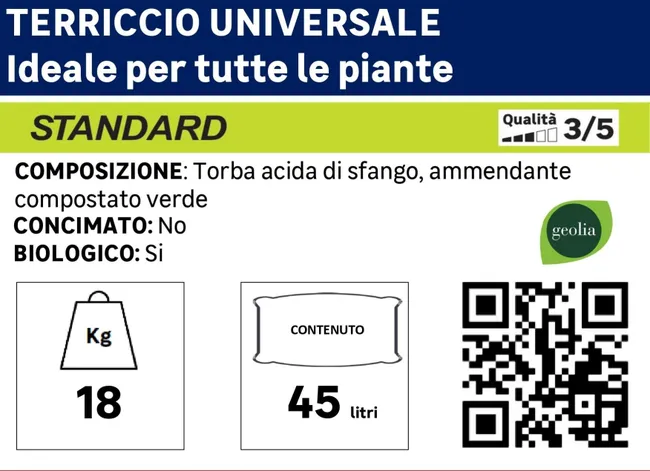 TERRICCIO UNIVERSALE
Ideale per tutte le piante
STANDARD
Qualità 3/5
COMPOSIZIONE: Torba acida di sfango, ammendante
compostato verde
CONCIMATO: No
BIOLOGICO: Si
geolia
Kg
18
CONTENUTO
45 litri